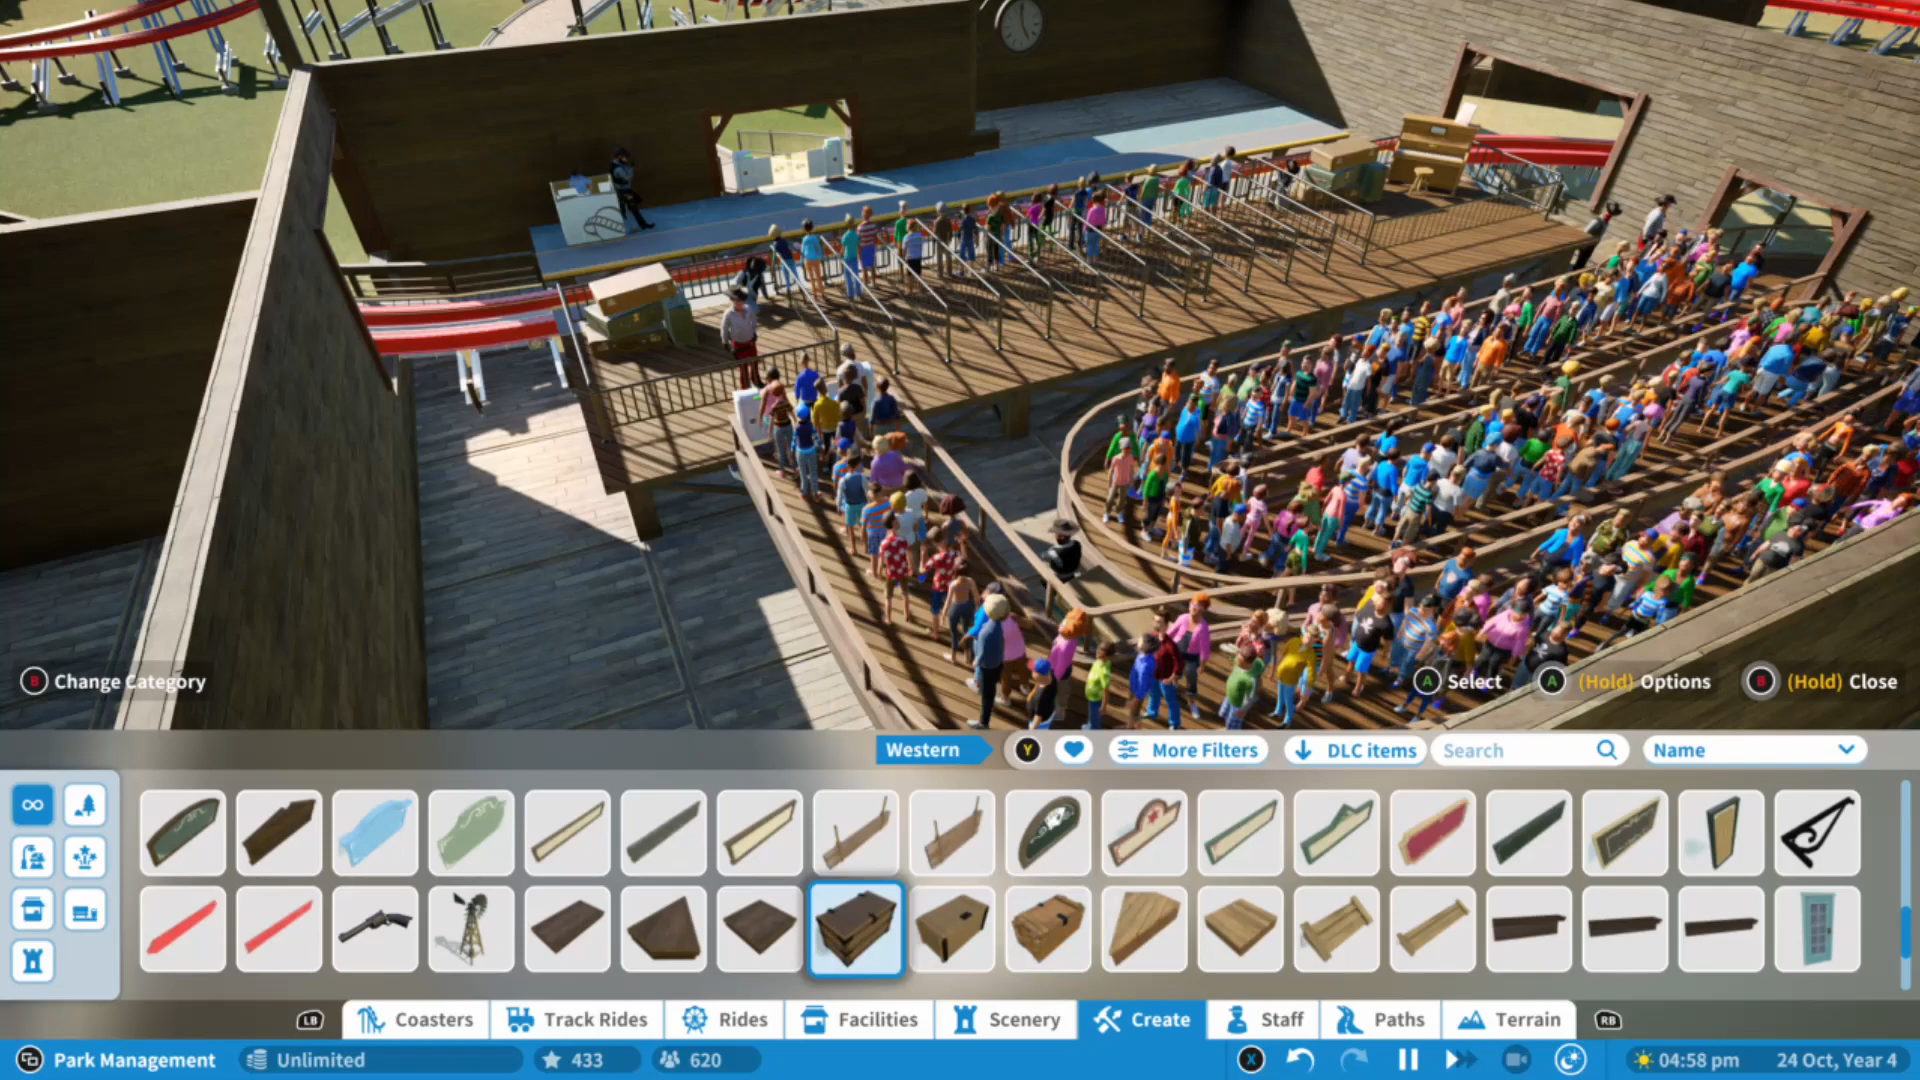 B Change Category
A Select
A (Hold) Options
B (Hold) Close
Western
Y
More Filters
DLC items
Search
Name
LB
Coasters
Track Rides
Rides
Facilities
Scenery
Create
Staff
Paths
Terrain
RB
Park Management
Unlimited
433
620
X
04:58 pm
24 Oct, Year 4